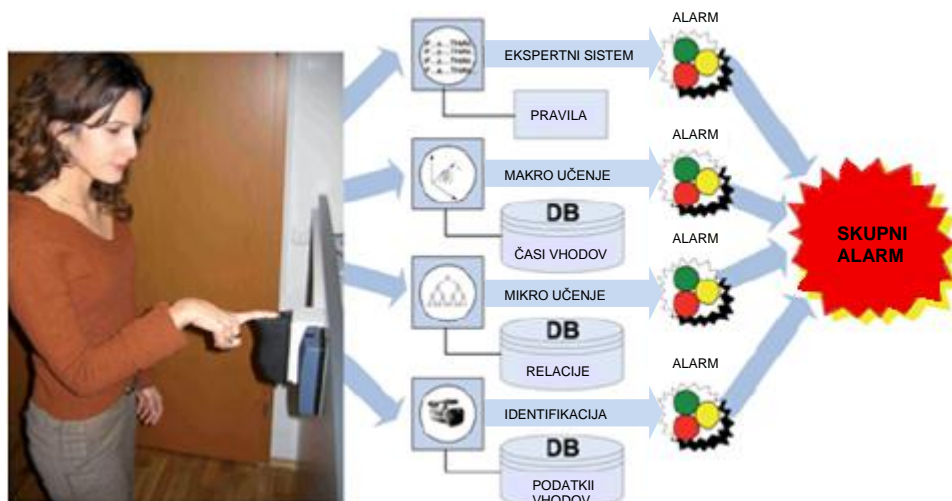 ALARM
EKSPERTNI SISTEM
PRAVILA
ALARM
MAKRO UČENJE
DB
ČASI VHODOV
SKUPNI
ALARM
ALARM
MIKRO UČENJE
DB
RELACIJE
ALARM
IDENTIFIKACIJA
DB
PODATKII
VHODOV